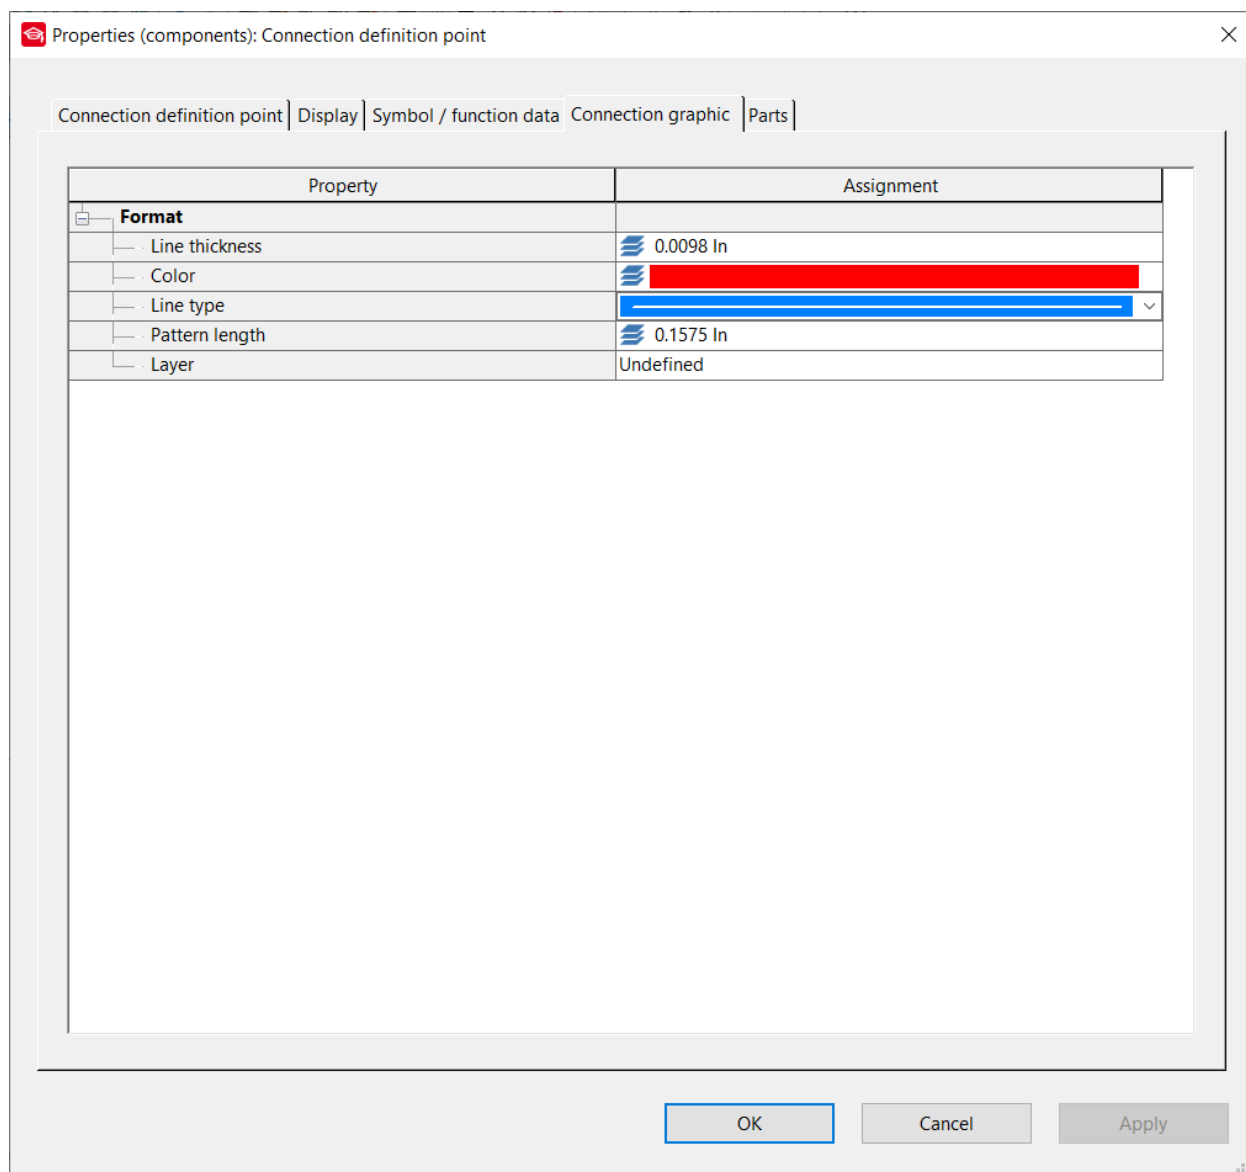 Properties (components): Connection definition point
Connection definition point Display Symbol / function data Connection graphic Parts
Property Assignment
Format
Line thickness 0.0098 In
Color
Line type
Pattern length 0.1575 In
Layer Undefined
OK Cancel Apply